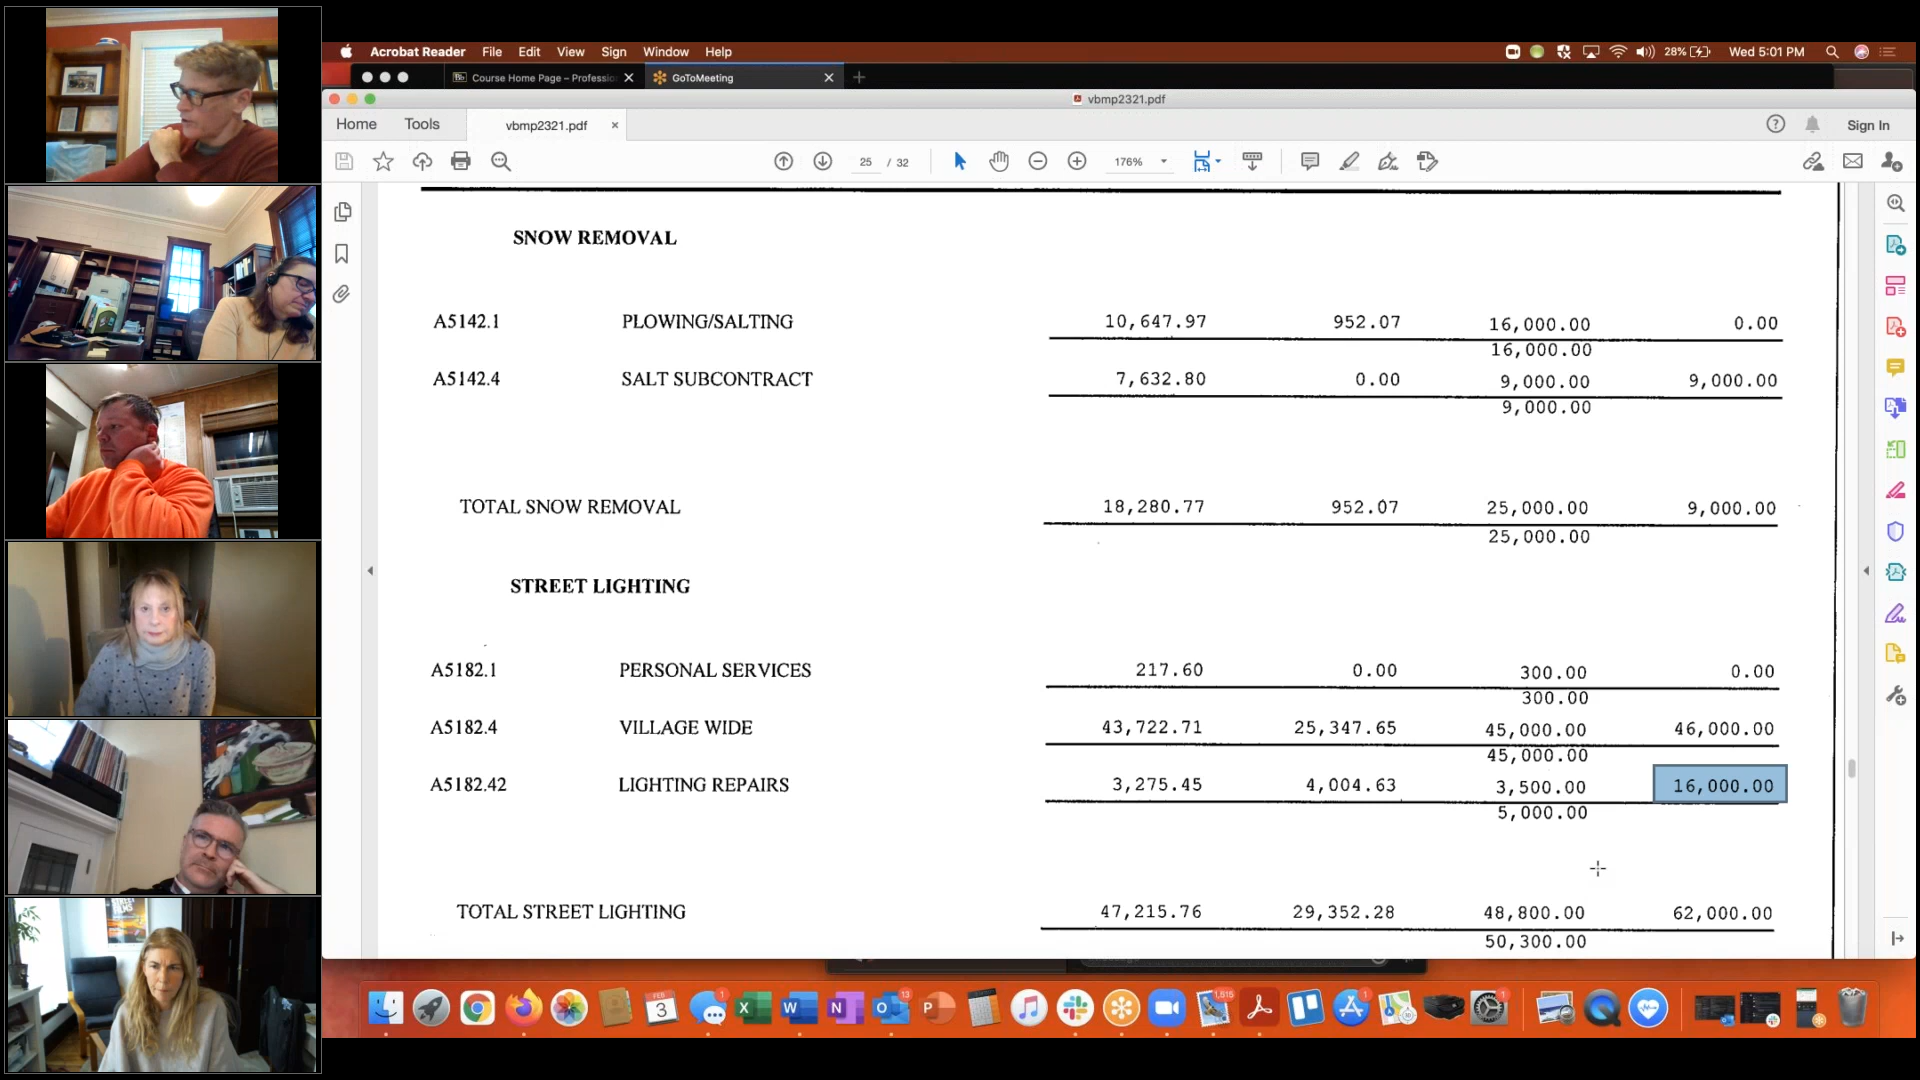 Acrobat Reader File Edit View Sign Window Help 28% Wed 5:01 PM
Course Home Page – Professio GoToMeeting
vbmp2321.pdf
Home Tools vbmp2321.pdf Sign In
25 / 32 176%
SNOW REMOVAL
A5142.1 PLOWING/SALTING 10,647.97 952.07 16,000.00 0.00
16,000.00
A5142.4 SALT SUBCONTRACT 7,632.80 0.00 9,000.00 9,000.00
9,000.00
TOTAL SNOW REMOVAL 18,280.77 952.07 25,000.00 9,000.00
25,000.00
STREET LIGHTING
A5182.1 PERSONAL SERVICES 217.60 0.00 300.00 0.00
300.00
A5182.4 VILLAGE WIDE 43,722.71 25,347.65 45,000.00 46,000.00
45,000.00
A5182.42 LIGHTING REPAIRS 3,275.45 4,004.63 3,500.00 16,000.00
5,000.00
TOTAL STREET LIGHTING 47,215.76 29,352.28 48,800.00 62,000.00
50,300.00
FEB
3
1
13
1,515
1
1